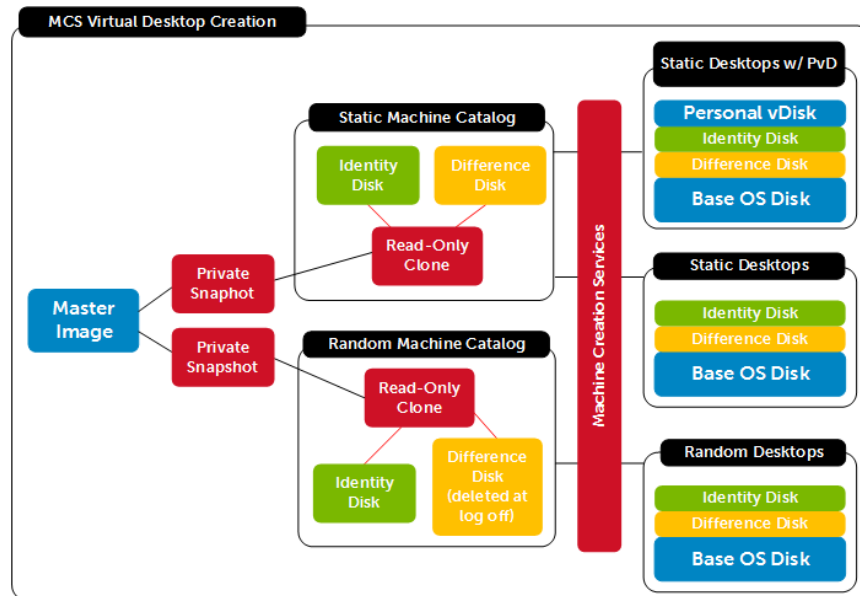 MCS Virtual Desktop Creation
Static Machine Catalog
Identity
Disk
Difference
Disk
Read-Only
Clone
Private
Snaphot
Master
Image
Private
Snapshot
Random Machine Catalog
Read-Only
Clone
Identity
Disk
Difference
Disk
(deleted at
log off)
Machine Creation Services
Static Desktops w/ PvD
Personal vDisk
Identity Disk
Difference Disk
Base OS Disk
Static Desktops
Identity Disk
Difference Disk
Base OS Disk
Random Desktops
Identity Disk
Difference Disk
Base OS Disk